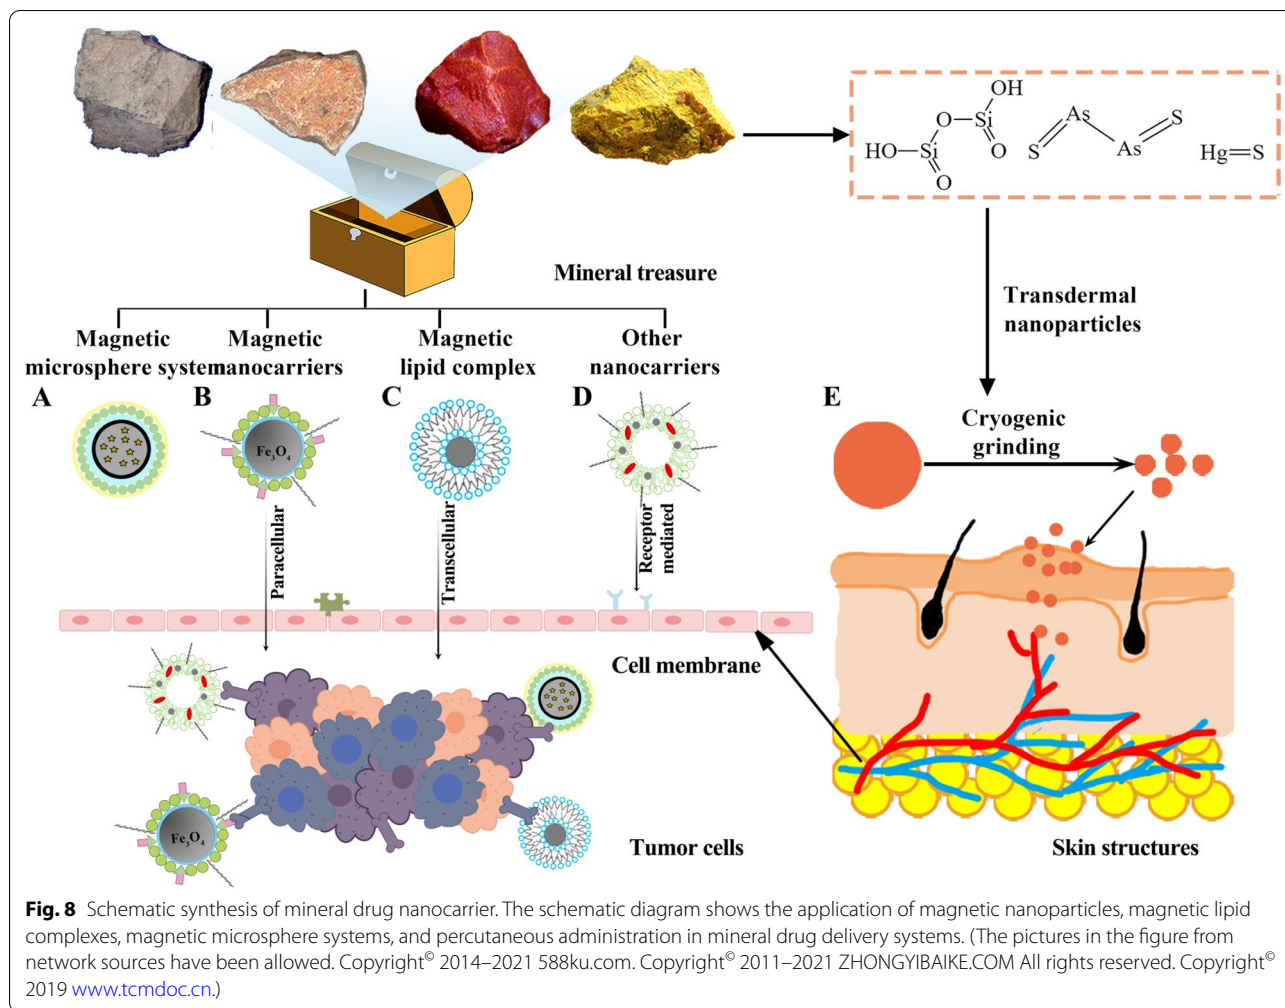 OH
O
Si
HO
Si
O
O
As
S
As
S
Hg=S
Mineral treasure
Transdermal
nanoparticles
Magnetic
microsphere system
Magnetic
nanocarriers
Magnetic
lipid complex
Other
nanocarriers
A
B
C
D
E
Fe₃O₄
Cryogenic
grinding
Paracellular
Transcellular
Receptor
mediated
Cell membrane
Fe₃O₄
Tumor cells
Skin structures
Fig. 8 Schematic synthesis of mineral drug nanocarrier. The schematic diagram shows the application of magnetic nanoparticles, magnetic lipid
complexes, magnetic microsphere systems, and percutaneous administration in mineral drug delivery systems. (The pictures in the figure from
network sources have been allowed. Copyright© 2014–2021 588ku.com. Copyright© 2011–2021 ZHONGYIBAIKE.COM All rights reserved. Copyright©
2019 www.tcmdoc.cn.)